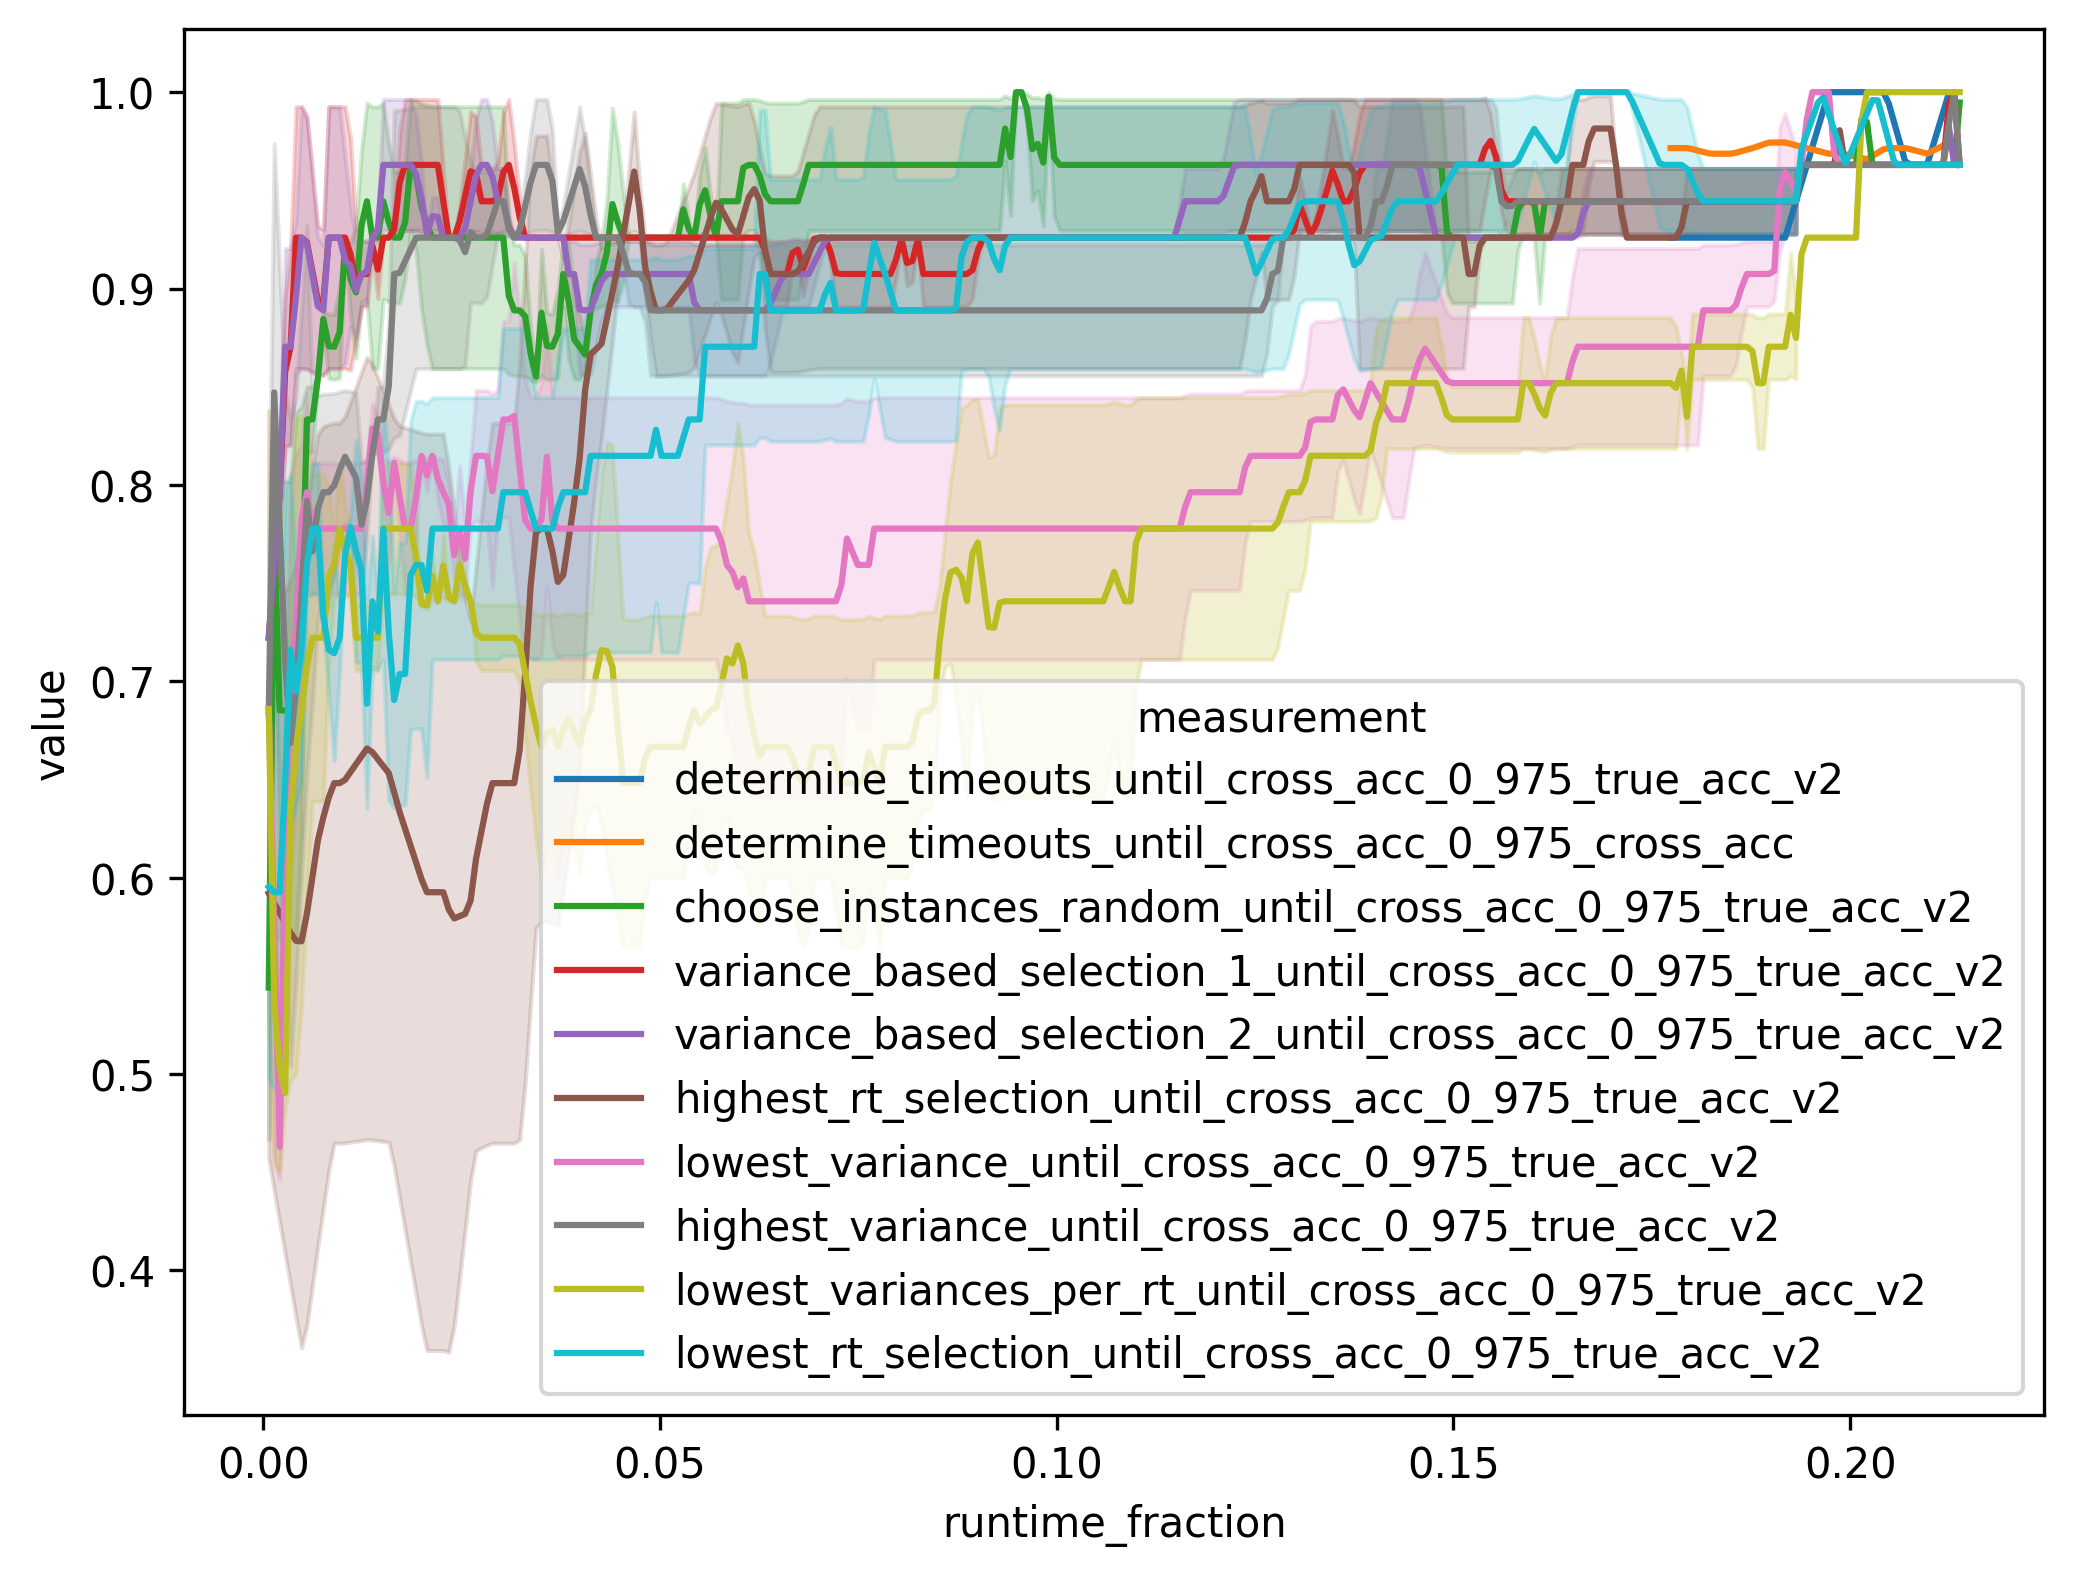 1.0
0.9
0.8
0.7
0.6
0.5
0.4
value
measurement
determine_timeouts_until_cross_acc_0_975_true_acc_v2
determine_timeouts_until_cross_acc_0_975_cross_acc
choose_instances_random_until_cross_acc_0_975_true_acc_v2
variance_based_selection_1_until_cross_acc_0_975_true_acc_v2
variance_based_selection_2_until_cross_acc_0_975_true_acc_v2
highest_rt_selection_until_cross_acc_0_975_true_acc_v2
lowest_variance_until_cross_acc_0_975_true_acc_v2
highest_variance_until_cross_acc_0_975_true_acc_v2
lowest_variances_per_rt_until_cross_acc_0_975_true_acc_v2
lowest_rt_selection_until_cross_acc_0_975_true_acc_v2
0.00 0.05 0.10 0.15 0.20
runtime_fraction